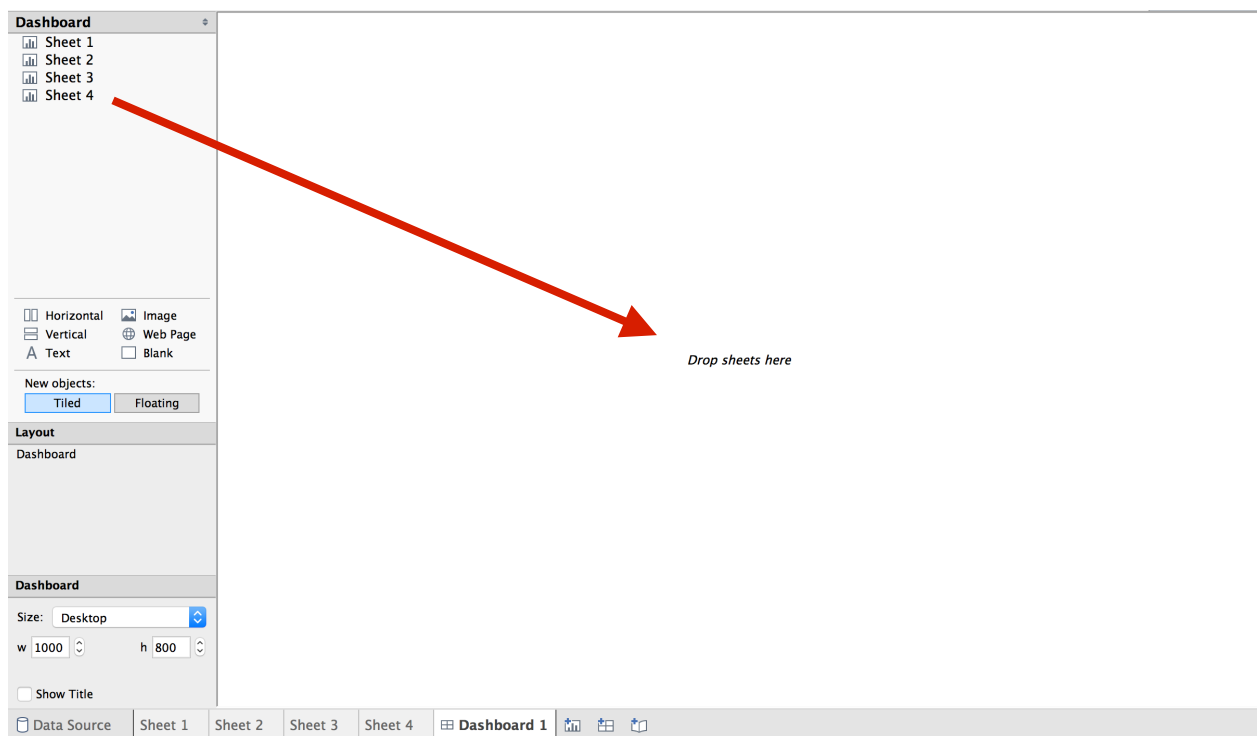 Dashboard
Sheet 1
Sheet 2
Sheet 3
Sheet 4
Horizontal Image
Vertical Web Page
A Text Blank
New objects:
Tiled Floating
Layout
Dashboard
Dashboard
Size: Desktop
w 1000 h 800
Show Title
Drop sheets here
Data Source Sheet 1 Sheet 2 Sheet 3 Sheet 4 Dashboard 1